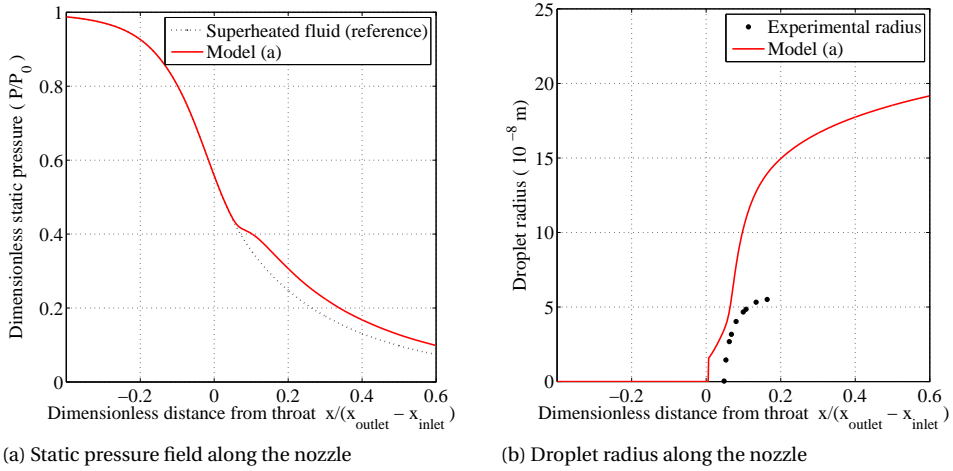 1
0.8
0.6
0.4
0.2
0
−0.2
0
0.2
0.4
0.6
Dimensionless static pressure ( P/P0 )
Dimensionless distance from throat x/(xoutlet − xinlet)
Superheated fluid (reference)
Model (a)
(a) Static pressure field along the nozzle
25
20
15
10
5
0
−0.2
0
0.2
0.4
0.6
Droplet radius ( 10−8 m)
Dimensionless distance from throat x/(xoutlet − xinlet)
Experimental radius
Model (a)
(b) Droplet radius along the nozzle